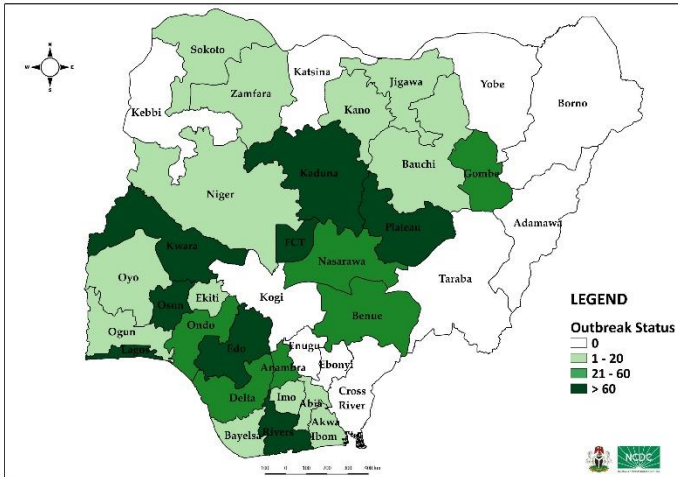 N
W E
S
Sokoto
Katsina
Jigawa
Yobe
Borno
Zamfara
Kebbi
Kano
Bauchi
Kaduna
Gombe
Niger
Adamawa
Plateau
FCT
Kwara
Nasarawa
Taraba
Oyo
Kogi
Ekiti
Osun
Benue
Ondo
Ogun
Lagos
Edo
Enugu
Ebonyi
Anambra
Delta
Imo
Abia
Cross
River
Akwa
Ibom
Bayelsa
Rivers
LEGEND
Outbreak Status
0
1 - 20
21 - 60
> 60
NCDC